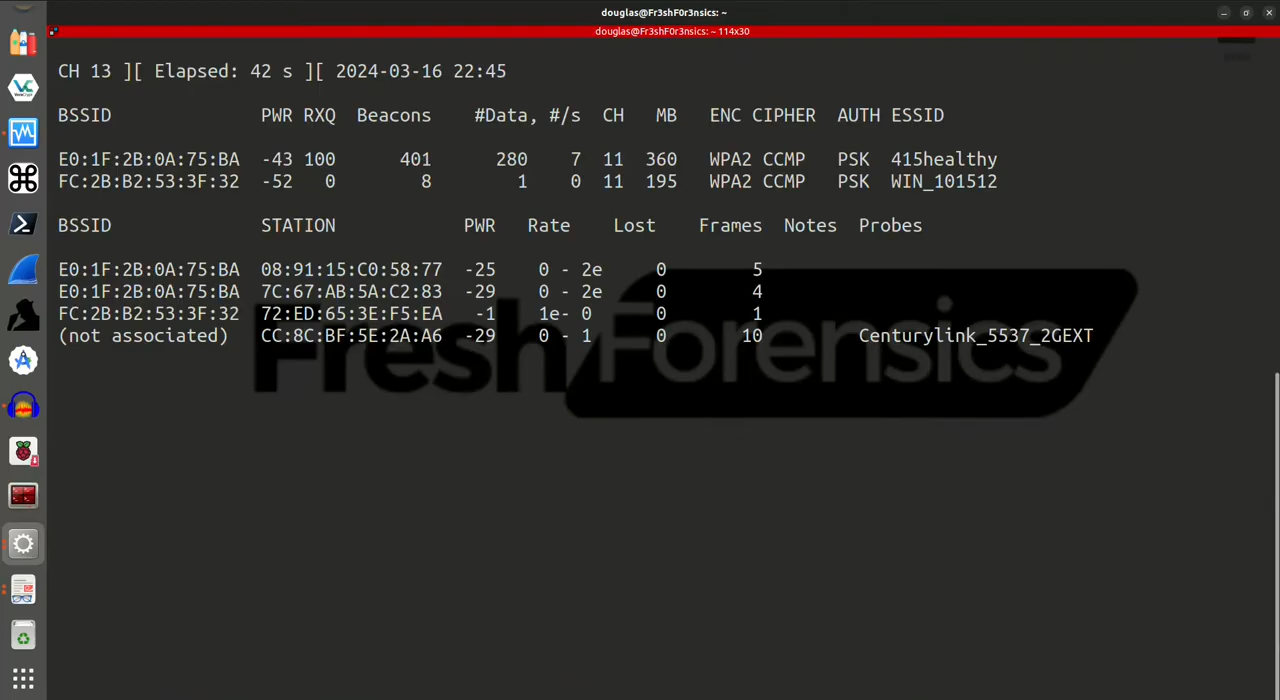 douglas@Fr3shF0r3nsics: ~
douglas@Fr3shF0r3nsics: ~ 114x30
CH 13 ][ Elapsed: 42 s ][ 2024-03-16 22:45
BSSID PWR RXQ Beacons #Data, #/s CH MB ENC CIPHER AUTH ESSID
E0:1F:2B:0A:75:BA -43 100 401 280 7 11 360 WPA2 CCMP PSK 415healthy
FC:2B:B2:53:3F:32 -52 0 8 1 0 11 195 WPA2 CCMP PSK WIN_101512
BSSID STATION PWR Rate Lost Frames Notes Probes
E0:1F:2B:0A:75:BA 08:91:15:C0:58:77 -25 0 - 2e 0 5
E0:1F:2B:0A:75:BA 7C:67:AB:5A:C2:83 -29 0 - 2e 0 4
FC:2B:B2:53:3F:32 72:ED:65:3E:F5:EA -1 1e- 0 0 1
(not associated) CC:8C:BF:5E:2A:A6 -29 0 - 1 0 10 Centurylink_5537_2GEXT
FreshForensics